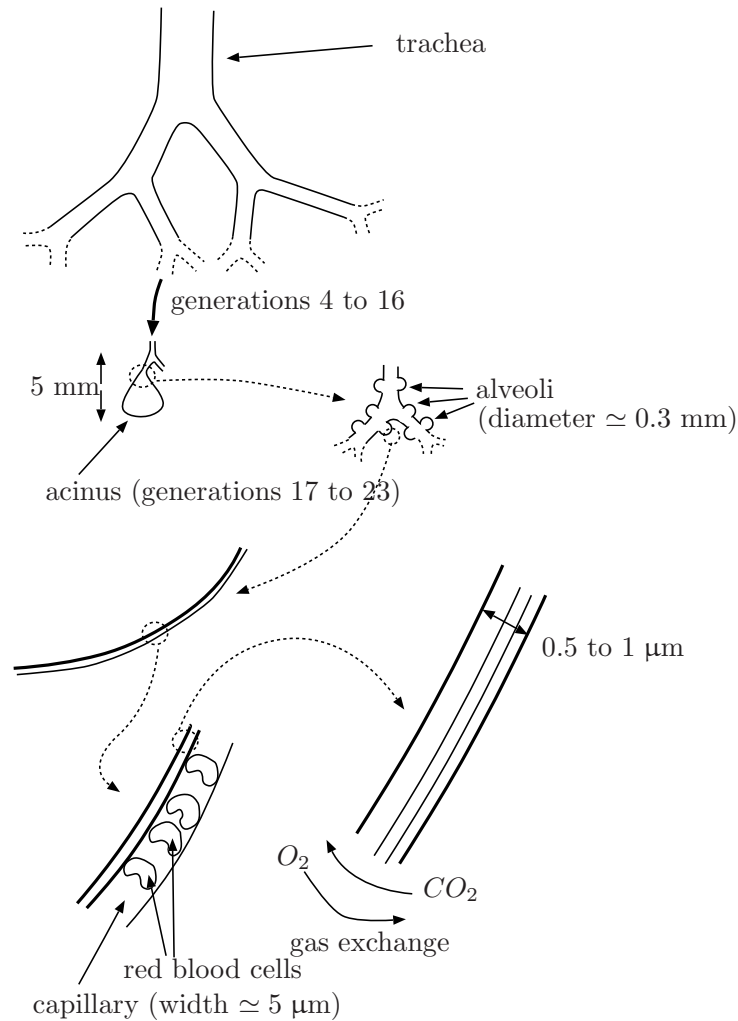 trachea
generations 4 to 16
5 mm
alveoli
(diameter ≃ 0.3 mm)
acinus (generations 17 to 23)
0.5 to 1 μm
O₂
CO₂
gas exchange
red blood cells
capillary (width ≃ 5 μm)